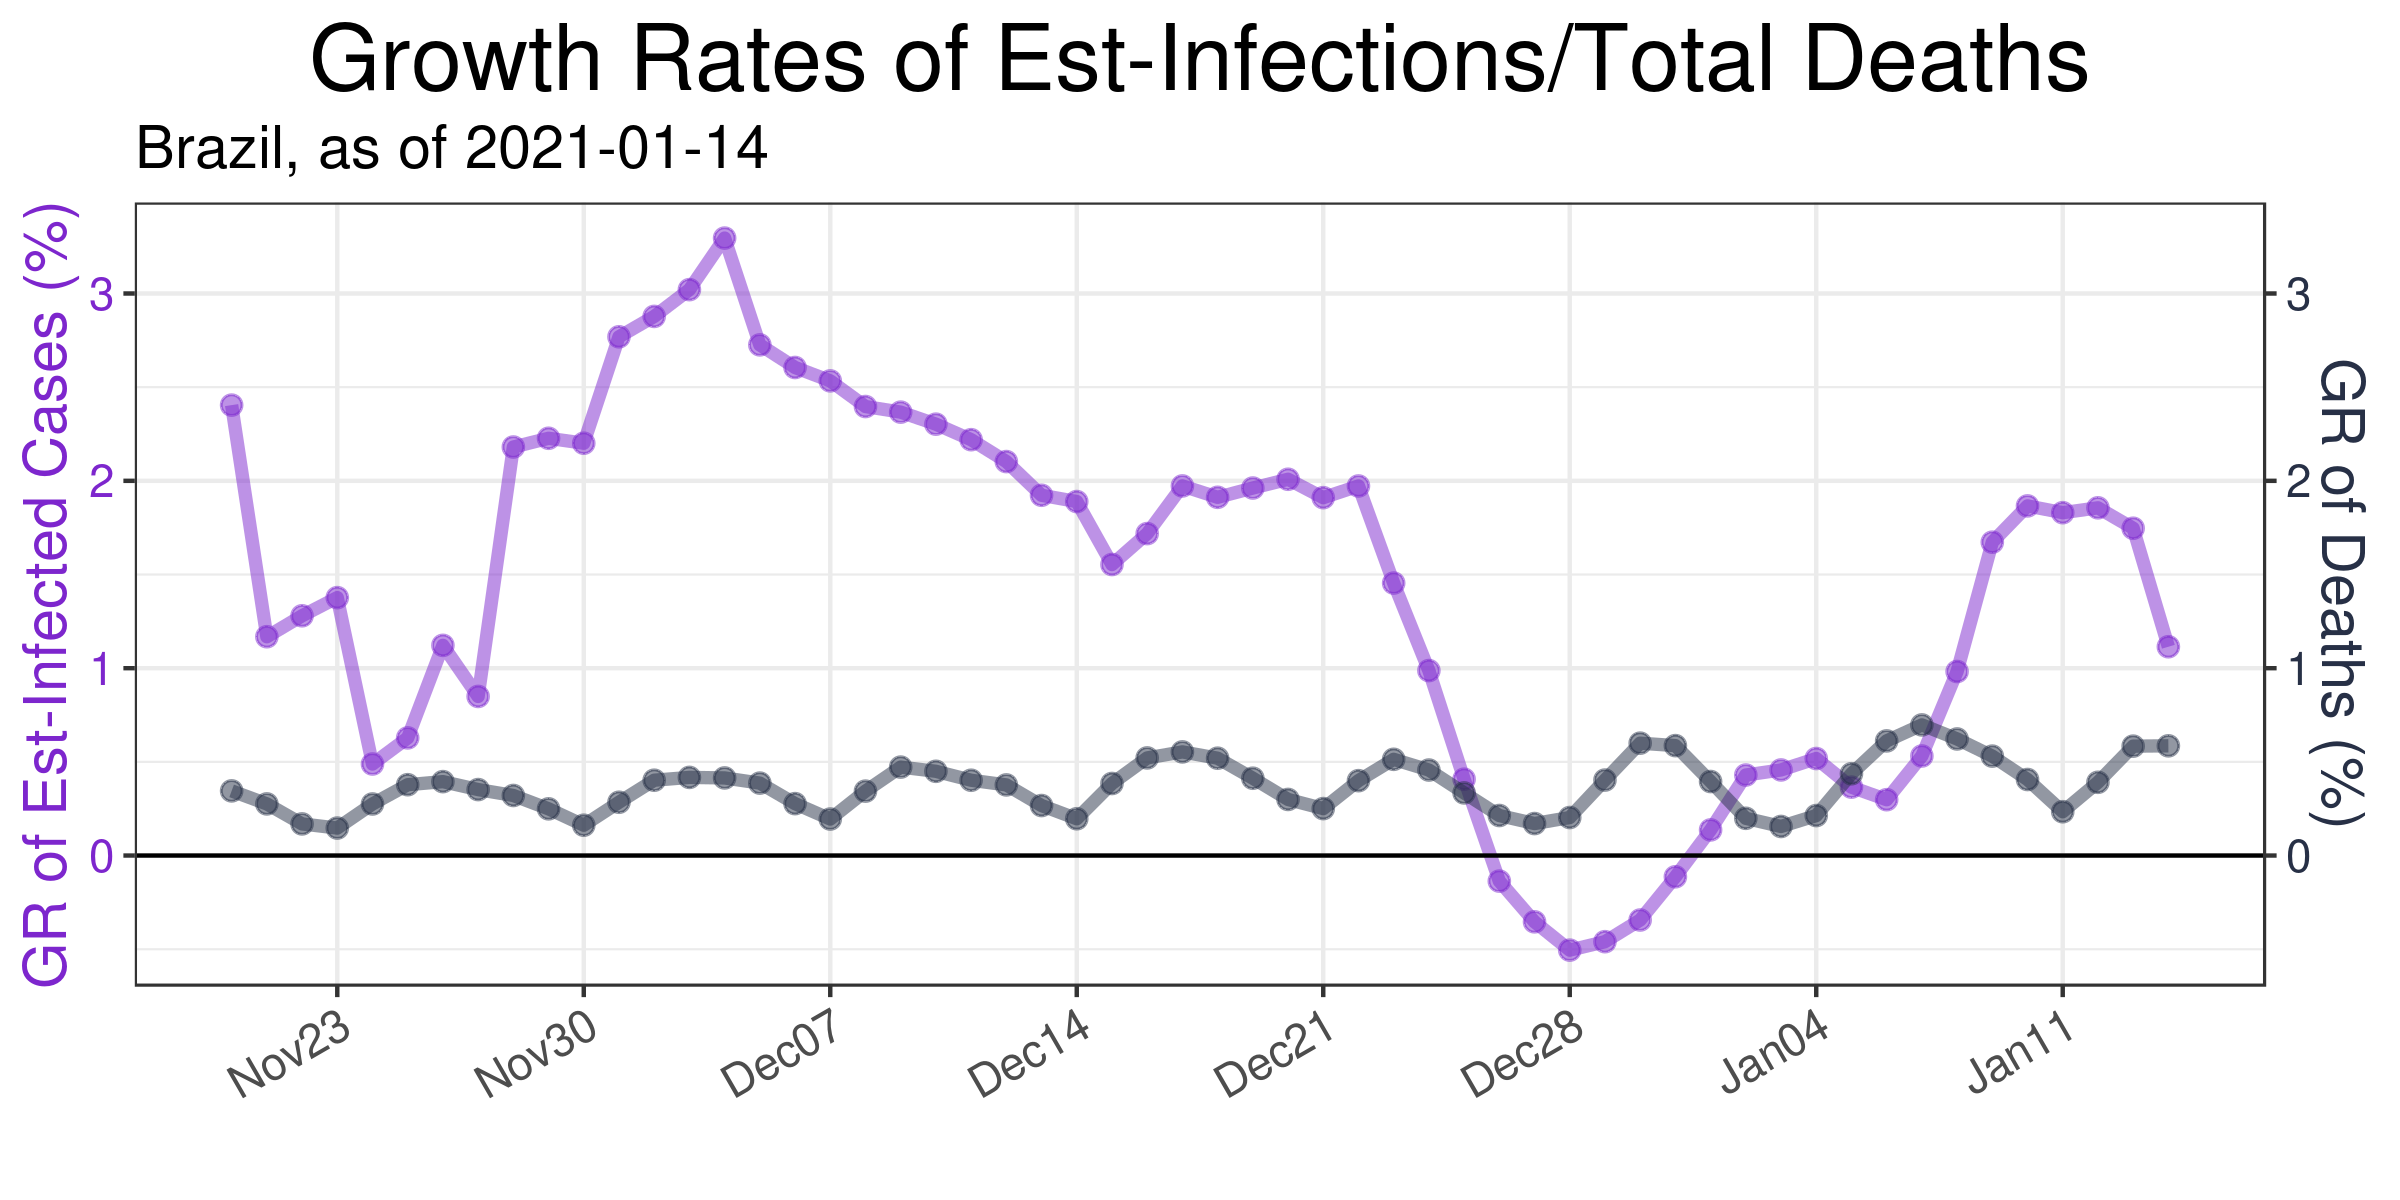 Growth Rates of Est-Infections/Total Deaths
Brazil, as of 2021-01-14
GR of Est-Infected Cases (%)
3
2
1
0
3
2
1
0
GR of Deaths (%)
Nov23
Nov30
Dec07
Dec14
Dec21
Dec28
Jan04
Jan11